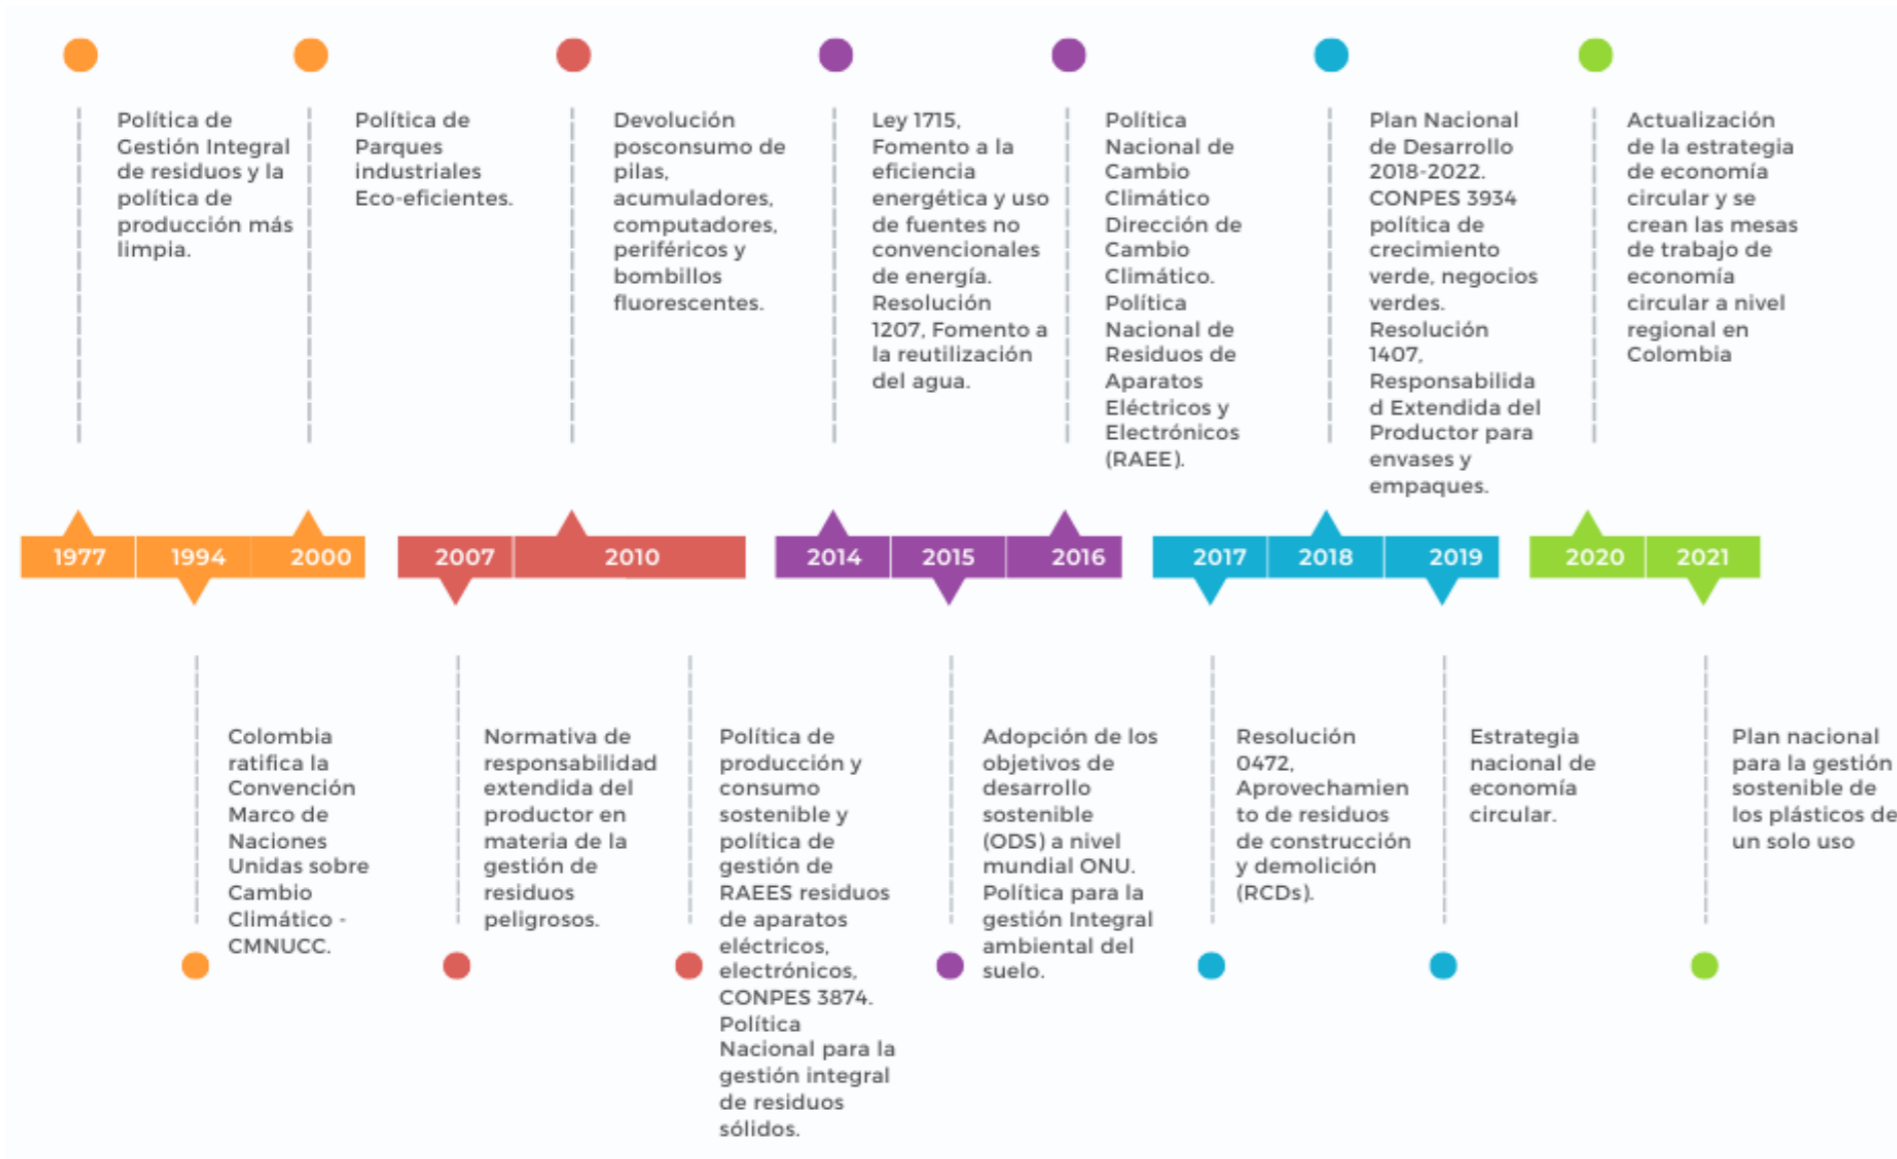 Política de
Gestión Integral
de residuos y la
política de
producción más
limpia.
Política de
Parques
industriales
Eco-eficientes.
Devolución
posconsumo de
pilas,
acumuladores,
computadores,
periféricos y
bombillos
fluorescentes.
Ley 1715,
Fomento a la
eficiencia
energética y uso
de fuentes no
convencionales
de energía.
Resolución
1207, Fomento a
la reutilización
del agua.
Política
Nacional de
Cambio
Climático
Dirección de
Cambio
Climático.
Política
Nacional de
Residuos de
Aparatos
Eléctricos y
Electrónicos
(RAEE).
Plan Nacional
de Desarrollo
2018-2022.
CONPES 3934
política de
crecimiento
verde, negocios
verdes.
Resolución
1407,
Responsabilida
d Extendida del
Productor para
envases y
empaques.
Actualización
de la estrategia
de economía
circular y se
crean las mesas
de trabajo de
economía
circular a nivel
regional en
Colombia
1977 1994 2000 2007 2010 2014 2015 2016 2017 2018 2019 2020 2021
Colombia
ratifica la
Convención
Marco de
Naciones
Unidas sobre
Cambio
Climático -
CMNUCC.
Normativa de
responsabilidad
extendida del
productor en
materia de la
gestión de
residuos
peligrosos.
Política de
producción y
consumo
sostenible y
política de
gestión de
RAEES residuos
de aparatos
eléctricos,
electrónicos,
CONPES 3874.
Política
Nacional para la
gestión integral
de residuos
sólidos.
Adopción de los
objetivos de
desarrollo
sostenible
(ODS) a nivel
mundial ONU.
Política para la
gestión Integral
ambiental del
suelo.
Resolución
0472,
Aprovechamien
to de residuos
de construcción
y demolición
(RCDs).
Estrategia
nacional de
economía
circular.
Plan nacional
para la gestión
sostenible de
los plásticos de
un solo uso